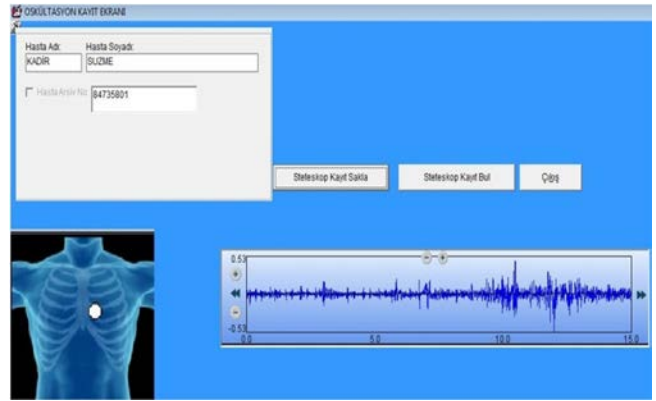 OSKÜLTASYON KAYIT EKRANI
Hasta Adı: Hasta Soyadı:
KADİR SUZME
Hasta Arsiv No: 84735801
Steteskop Kayıt Sakla Steteskop Kayıt Bul Çıkış
0.53
-0.53
0.0 5.0 10.0 15.0